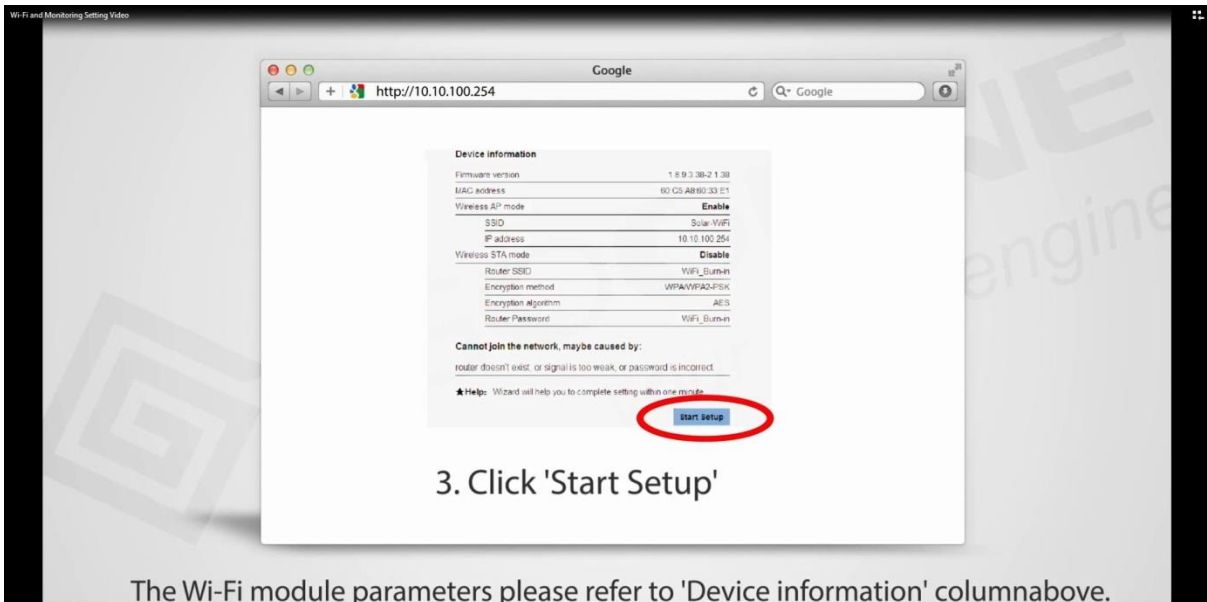 Wi-Fi and Monitoring Setting Video
Google
http://10.10.100.254
Google
Device information
Firmware version 1.6.9.3.38-2.1.38
MAC address 60:C5:A8:60:33:E1
Wireless AP mode Enable
SSID Solar-WiFi
IP address 10.10.100.254
Wireless STA mode Disable
Router SSID WiFi_Burn-in
Encryption method WPA/WPA2-PSK
Encryption algorithm AES
Router Password WiFi_Burn-in
Cannot join the network, maybe caused by:
router doesn't exist, or signal is too weak, or password is incorrect.
★Help: Wizard will help you to complete setting within one minute.
Start Setup
3. Click 'Start Setup'
engine
The Wi-Fi module parameters please refer to 'Device information' columnabove.